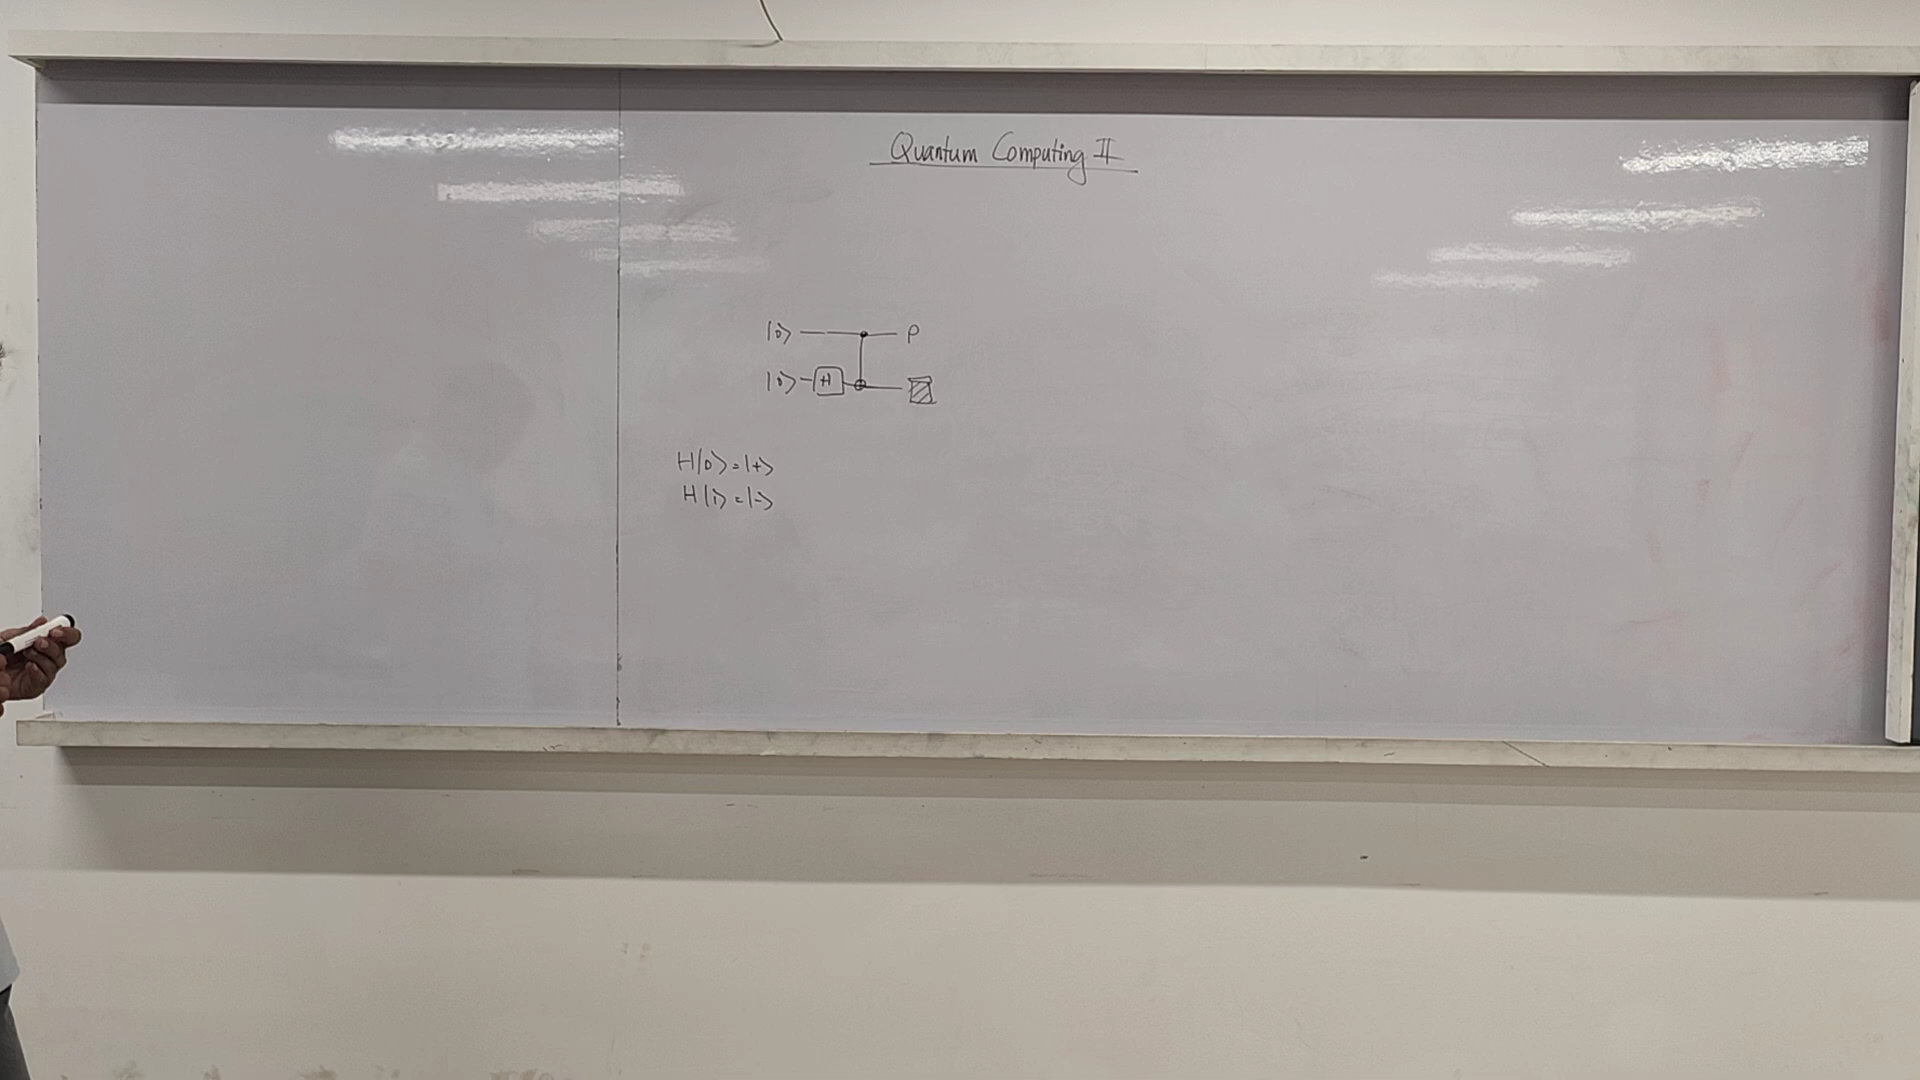 Quantum Computing II
|0⟩ ρ
|0⟩ H
H|0⟩ = |+⟩
H|1⟩ = |-⟩